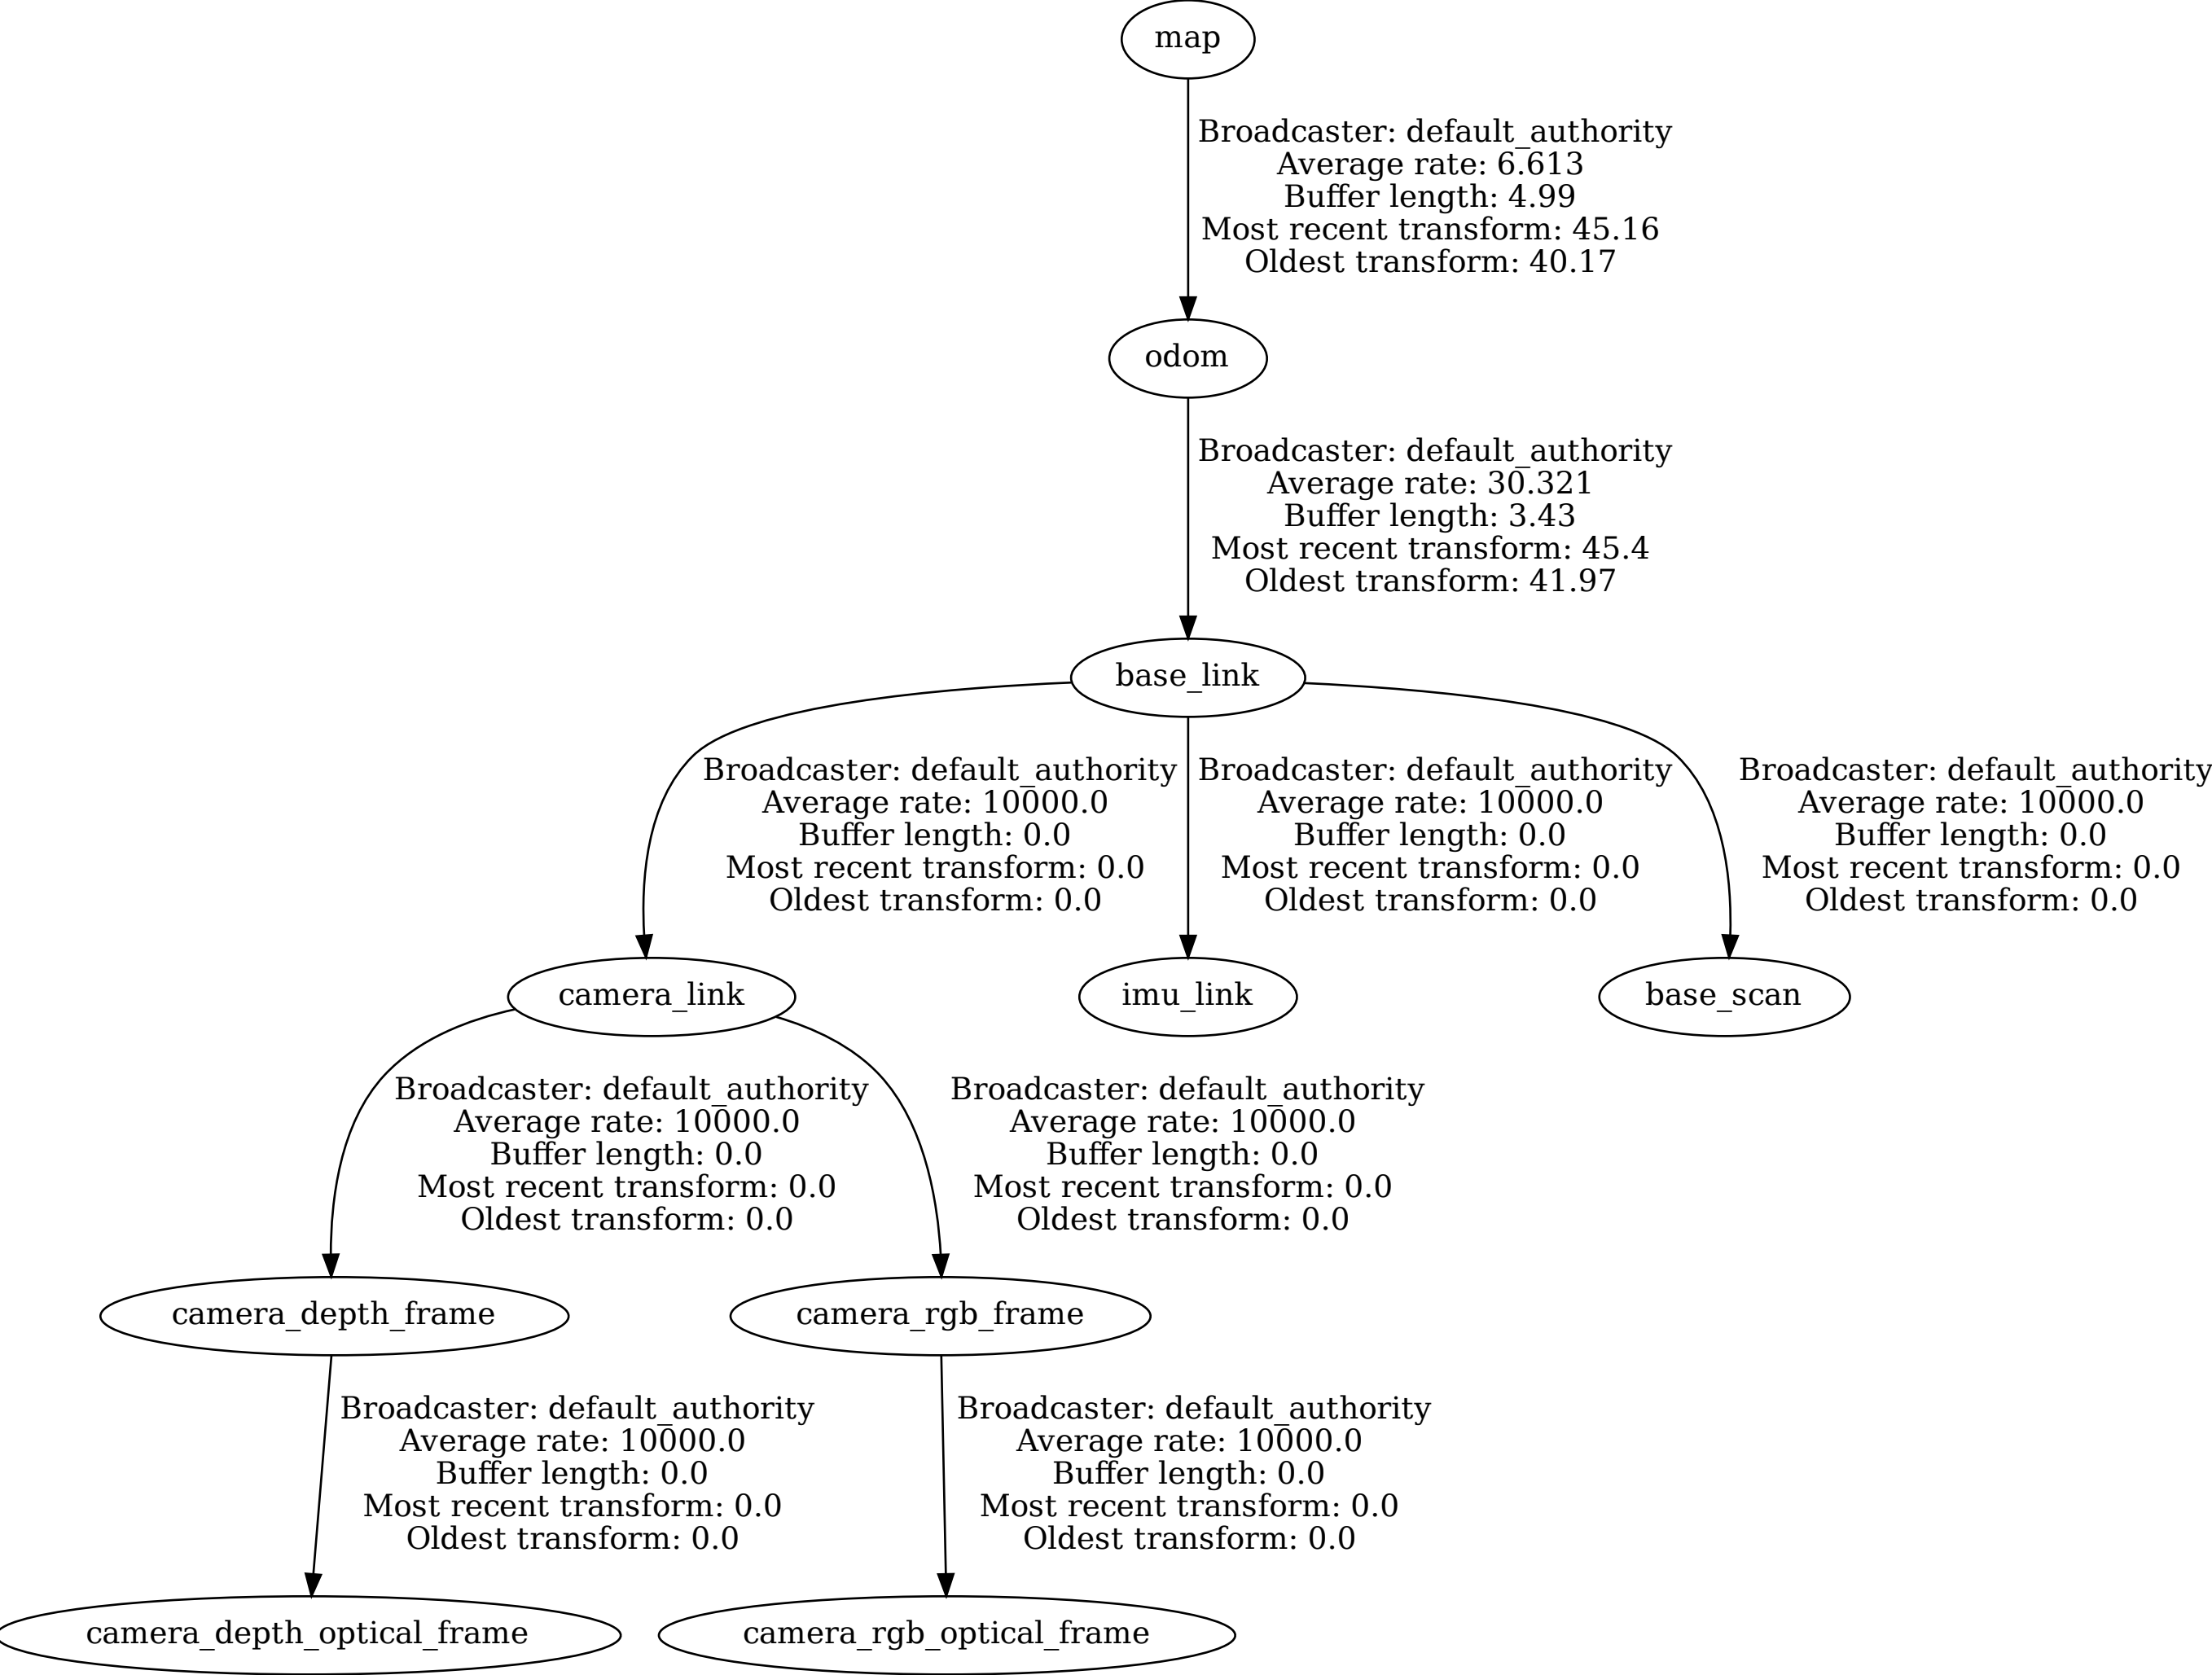 map
Broadcaster: default_authority
Average rate: 6.613
Buffer length: 4.99
Most recent transform: 45.16
Oldest transform: 40.17
odom
Broadcaster: default_authority
Average rate: 30.321
Buffer length: 3.43
Most recent transform: 45.4
Oldest transform: 41.97
base_link
Broadcaster: default_authority
Average rate: 10000.0
Buffer length: 0.0
Most recent transform: 0.0
Oldest transform: 0.0
Broadcaster: default_authority
Average rate: 10000.0
Buffer length: 0.0
Most recent transform: 0.0
Oldest transform: 0.0
Broadcaster: default_authority
Average rate: 10000.0
Buffer length: 0.0
Most recent transform: 0.0
Oldest transform: 0.0
camera_link
imu_link
base_scan
Broadcaster: default_authority
Average rate: 10000.0
Buffer length: 0.0
Most recent transform: 0.0
Oldest transform: 0.0
Broadcaster: default_authority
Average rate: 10000.0
Buffer length: 0.0
Most recent transform: 0.0
Oldest transform: 0.0
camera_depth_frame
camera_rgb_frame
Broadcaster: default_authority
Average rate: 10000.0
Buffer length: 0.0
Most recent transform: 0.0
Oldest transform: 0.0
Broadcaster: default_authority
Average rate: 10000.0
Buffer length: 0.0
Most recent transform: 0.0
Oldest transform: 0.0
camera_depth_optical_frame
camera_rgb_optical_frame